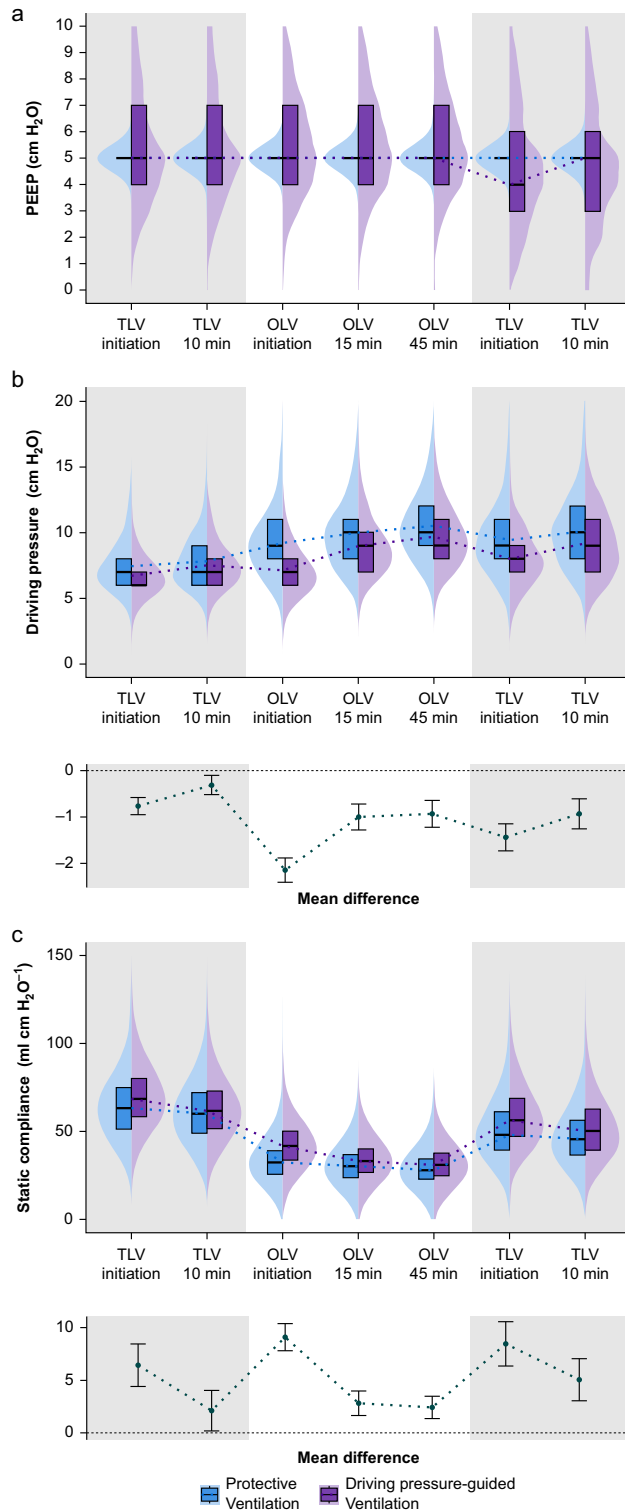 a
PEEP (cm H₂O)
10
9
8
7
6
5
4
3
2
1
0
TLV initiation
TLV 10 min
OLV initiation
OLV 15 min
OLV 45 min
TLV initiation
TLV 10 min
b
Driving pressure (cm H₂O)
20
15
10
5
0
TLV initiation
TLV 10 min
OLV initiation
OLV 15 min
OLV 45 min
TLV initiation
TLV 10 min
0
−1
−2
Mean difference
c
Static compliance (ml cm H₂O⁻¹)
150
100
50
0
TLV initiation
TLV 10 min
OLV initiation
OLV 15 min
OLV 45 min
TLV initiation
TLV 10 min
10
5
0
Mean difference
Protective Ventilation
Driving pressure-guided Ventilation